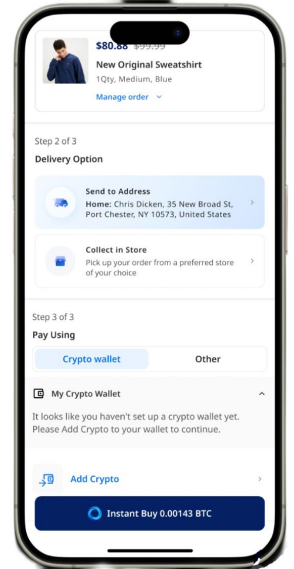 $80.88 $99.99
New Original Sweatshirt
1Qty, Medium, Blue
Manage order
Step 2 of 3
Delivery Option
Send to Address
Home: Chris Dicken, 35 New Broad St,
Port Chester, NY 10573, United States
Collect in Store
Pick up your order from a preferred store
of your choice
Step 3 of 3
Pay Using
Crypto wallet Other
My Crypto Wallet
It looks like you haven't set up a crypto wallet yet.
Please Add Crypto to your wallet to continue.
Add Crypto
Instant Buy 0.00143 BTC